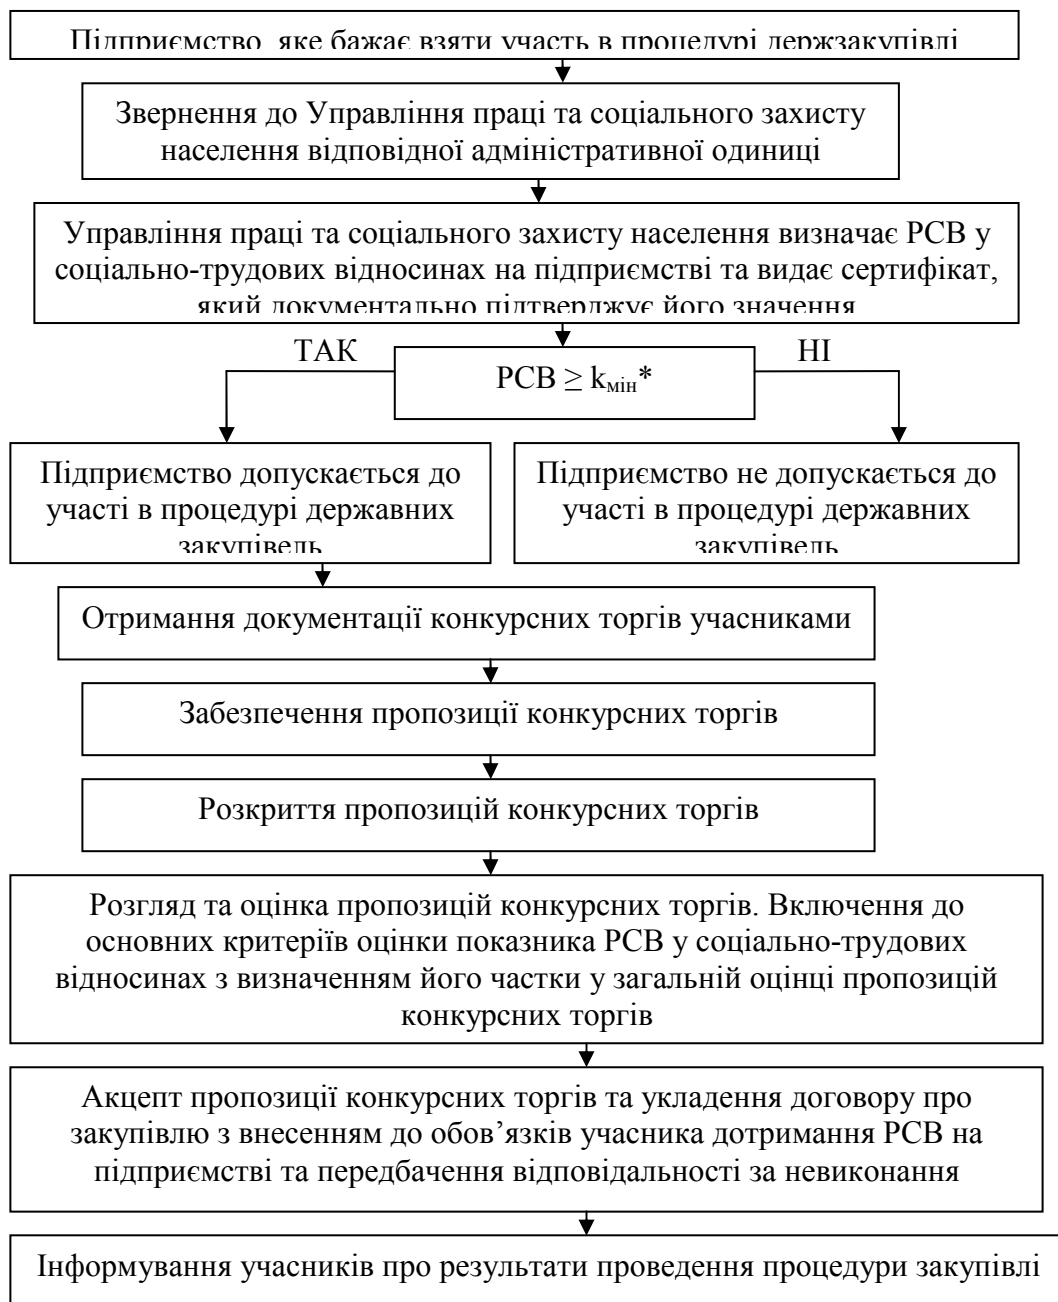 Підприємство яке бажає взяти участь в процедурі держзакупівлі
Звернення до Управління праці та соціального захисту
населення відповідної адміністративної одиниці
Управління праці та соціального захисту населення визначає РСВ у
соціально-трудових відносинах на підприємстві та видає сертифікат,
який документально підтверджує його значення
ТАК
РСВ ≥ kмін*
НІ
Підприємство допускається до
участі в процедурі державних
закупівель
Підприємство не допускається до
участі в процедурі державних
закупівель
Отримання документації конкурсних торгів учасниками
Забезпечення пропозиції конкурсних торгів
Розкриття пропозицій конкурсних торгів
Розгляд та оцінка пропозицій конкурсних торгів. Включення до
основних критеріїв оцінки показника РСВ у соціально-трудових
відносинах з визначенням його частки у загальній оцінці пропозицій
конкурсних торгів
Акцепт пропозиції конкурсних торгів та укладення договору про
закупівлю з внесенням до обов’язків учасника дотримання РСВ на
підприємстві та передбачення відповідальності за невиконання
Інформування учасників про результати проведення процедури закупівлі